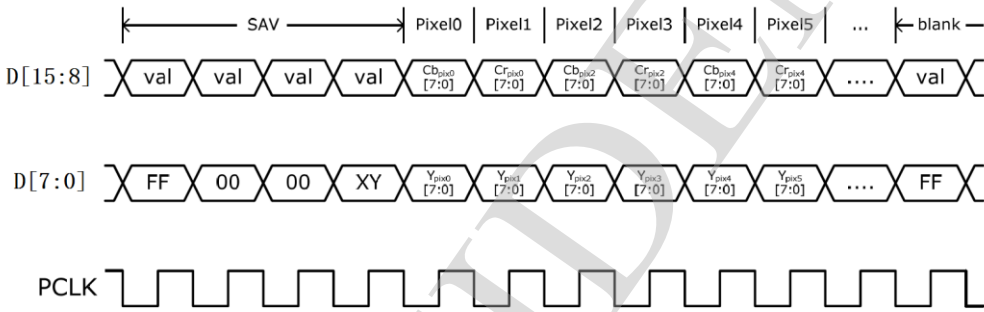 SAV Pixel0 Pixel1 Pixel2 Pixel3 Pixel4 Pixel5 ... blank
D[15:8] val val val val Cbpix0 [7:0] Crpix0 [7:0] Cbpix2 [7:0] Crpix2 [7:0] Cbpix4 [7:0] Crpix4 [7:0] .... val
D[7:0] FF 00 00 XY Ypix0 [7:0] Ypix1 [7:0] Ypix2 [7:0] Ypix3 [7:0] Ypix4 [7:0] Ypix5 [7:0] .... FF
PCLK